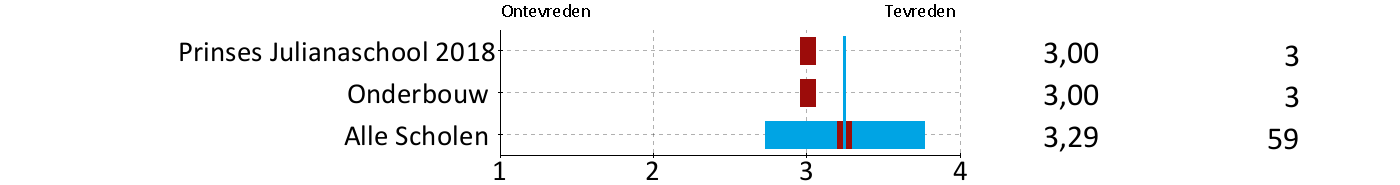 Ontevreden Tevreden
Prinses Julianaschool 2018 3,00 3
Onderbouw 3,00 3
Alle Scholen 3,29 59
1 2 3 4